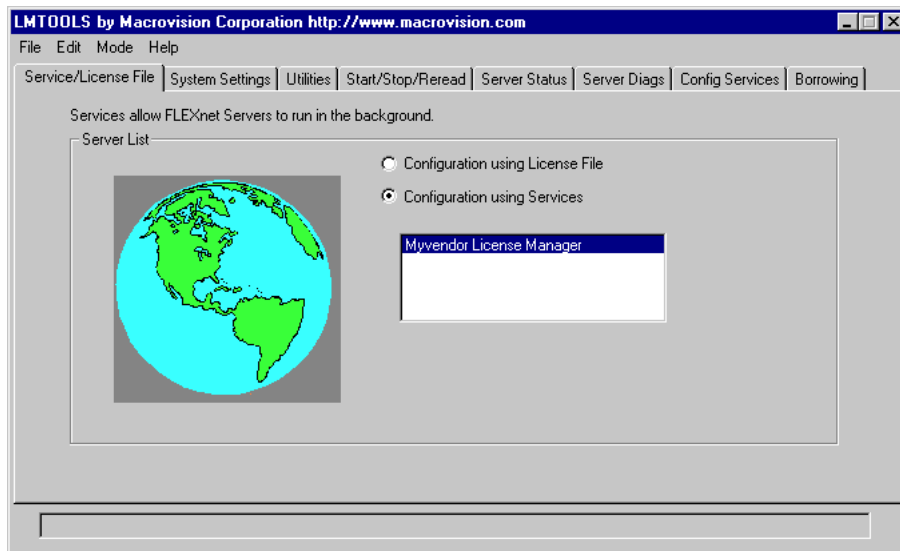 LMTOOLS by Macrovision Corporation http://www.macrovision.com
File Edit Mode Help
Service/License File System Settings Utilities Start/Stop/Reread Server Status Server Diags Config Services Borrowing
Services allow FLEXnet Servers to run in the background.
Server List
Configuration using License File
Configuration using Services
Myvendor License Manager